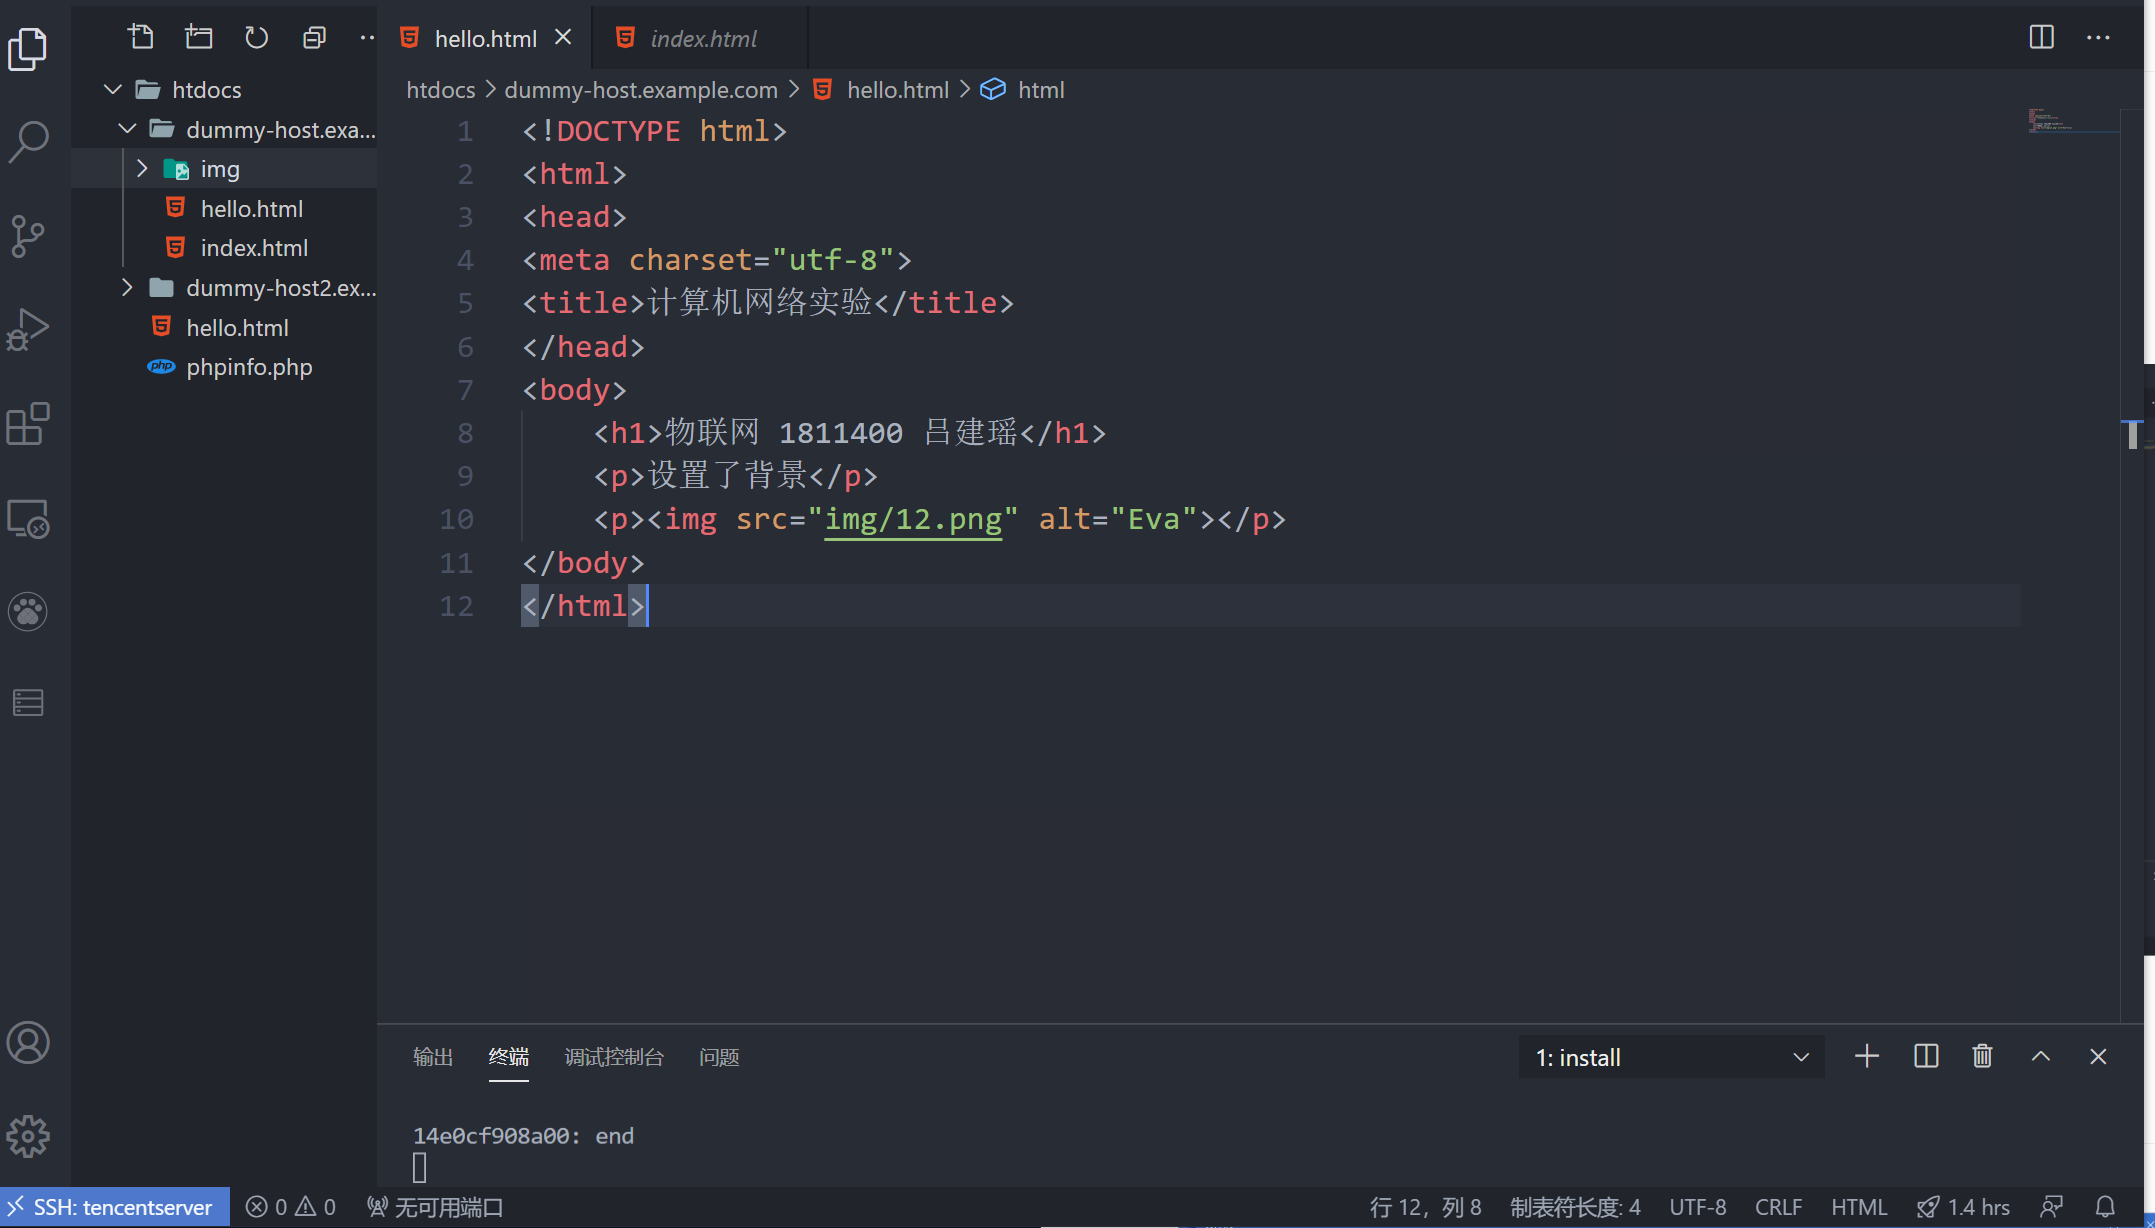 hello.html
index.html
htdocs
dummy-host.exa...
img
hello.html
index.html
dummy-host2.ex...
hello.html
php phpinfo.php
htdocs > dummy-host.example.com > hello.html > html
1 <!DOCTYPE html>
2 <html>
3 <head>
4 <meta charset="utf-8">
5 <title>计算机网络实验</title>
6 </head>
7 <body>
8 <h1>物联网 1811400 吕建瑶</h1>
9 <p>设置了背景</p>
10 <p><img src="img/12.png" alt="Eva"></p>
11 </body>
12 </html>
输出 终端 调试控制台 问题 1: install
14e0cf908a00: end
SSH: tencentserver 0 0 无可用端口 行 12，列 8 制表符长度: 4 UTF-8 CRLF HTML 1.4 hrs